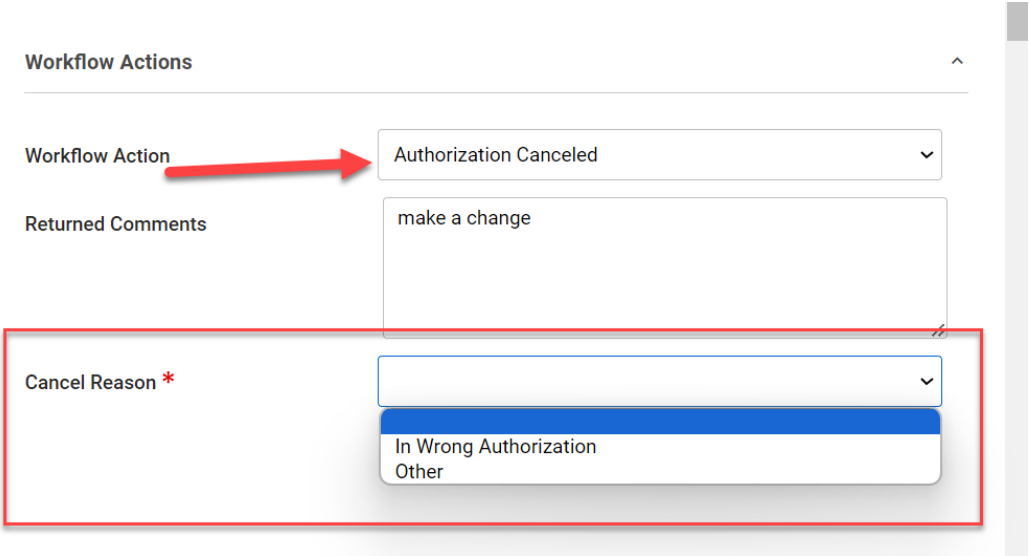 Workflow Actions
Workflow Action
Authorization Canceled
Returned Comments
make a change
Cancel Reason *
In Wrong Authorization
Other